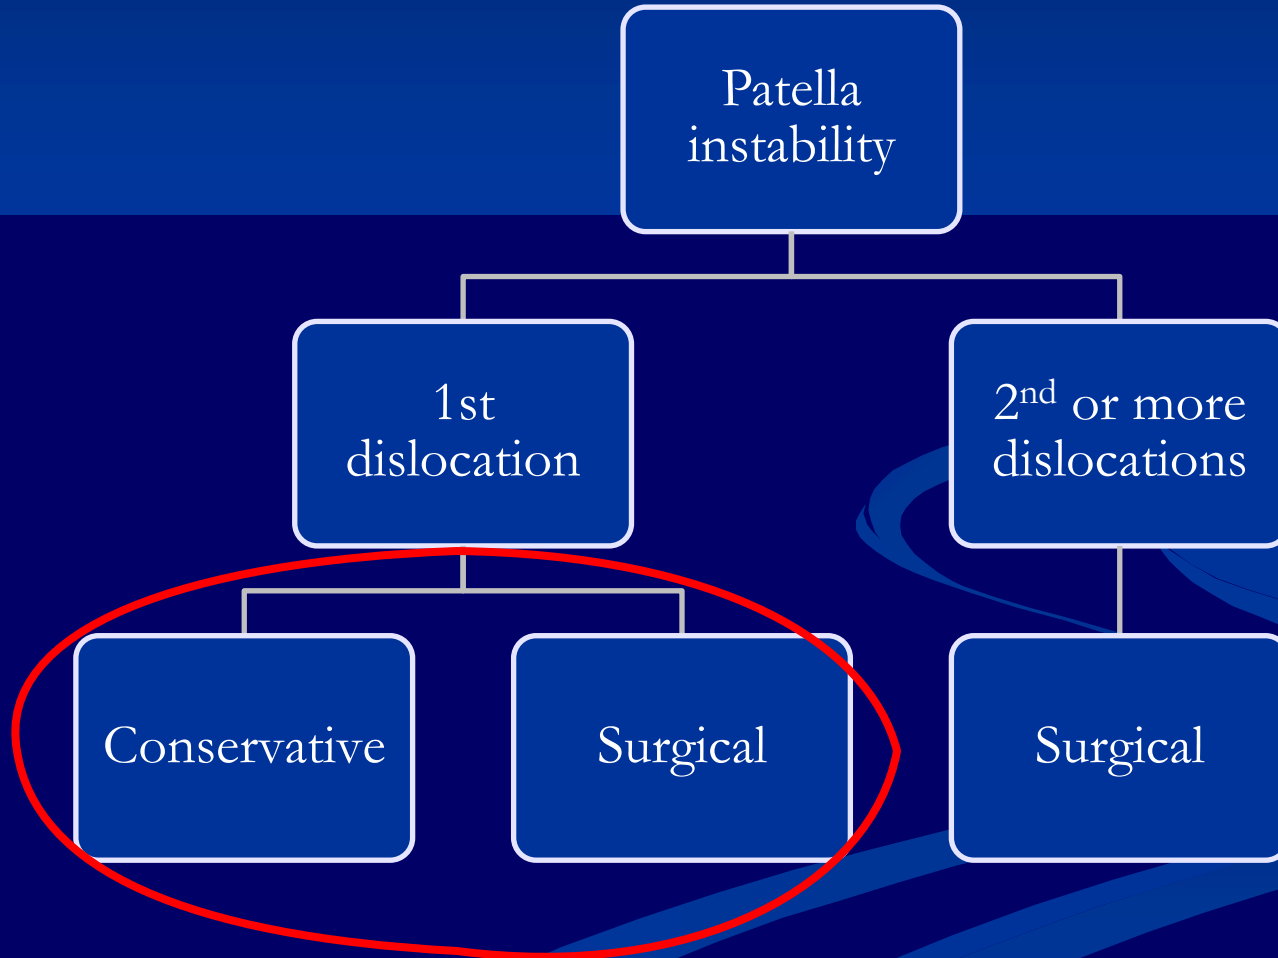 Patella
instability
1st
dislocation
2nd or more
dislocations
Conservative
Surgical
Surgical